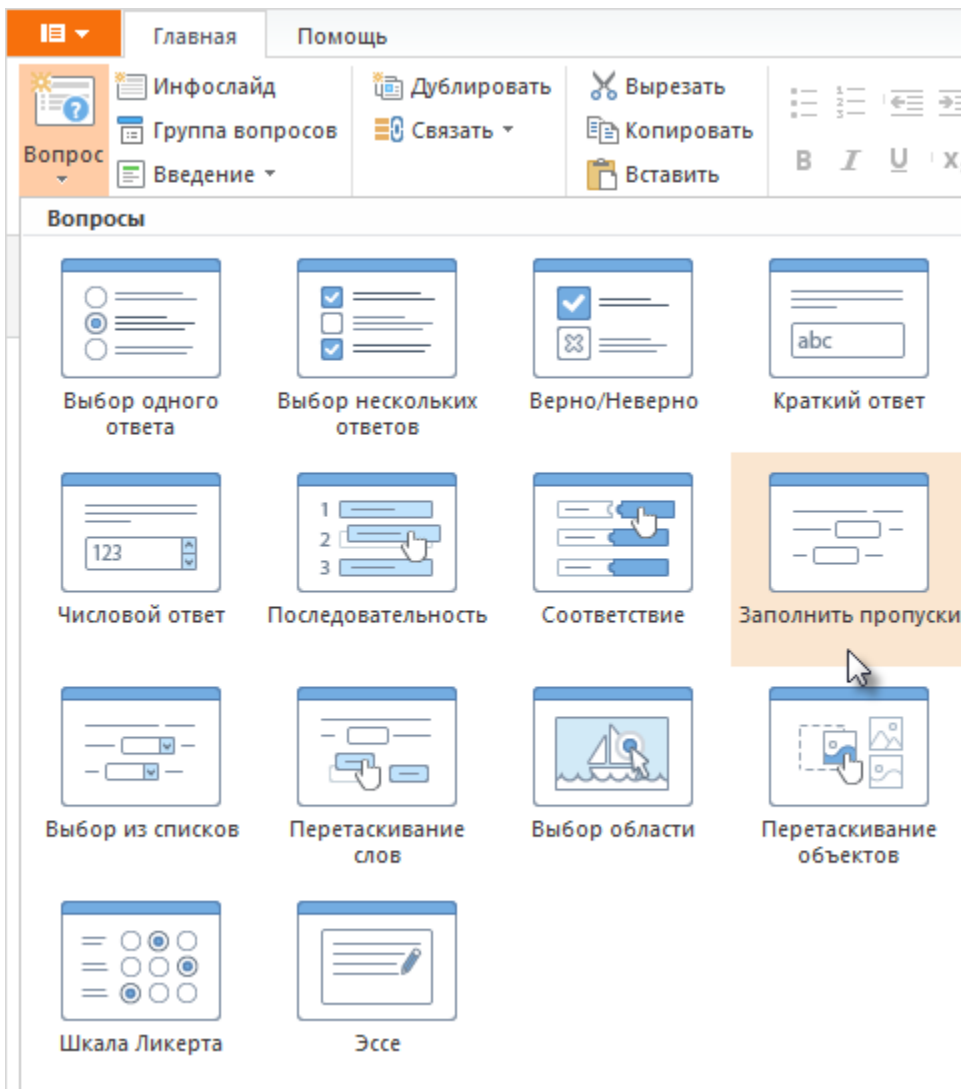 Главная Помощь
Инфослайд Дублировать Вырезать
Группа вопросов Связать Копировать
Вопрос
Введение Вставить
B I U X
Вопросы
abc
Выбор одного ответа
Выбор нескольких ответов
Верно/Неверно
Краткий ответ
123
1
2
3
Числовой ответ
Последовательность
Соответствие
Заполнить пропуски
Выбор из списков
Перетаскивание слов
Выбор области
Перетаскивание объектов
Шкала Ликерта
Эссе